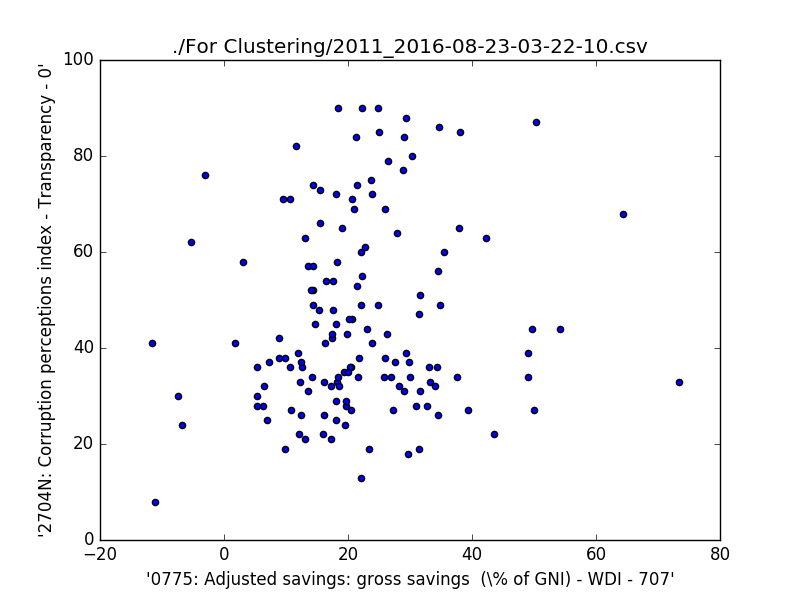 ./For Clustering/2011_2016-08-23-03-22-10.csv
100
80
60
40
20
0
−20 0 20 40 60 80
'2704N: Corruption perceptions index - Transparency - 0'
'0775: Adjusted savings: gross savings  (\% of GNI) - WDI - 707'